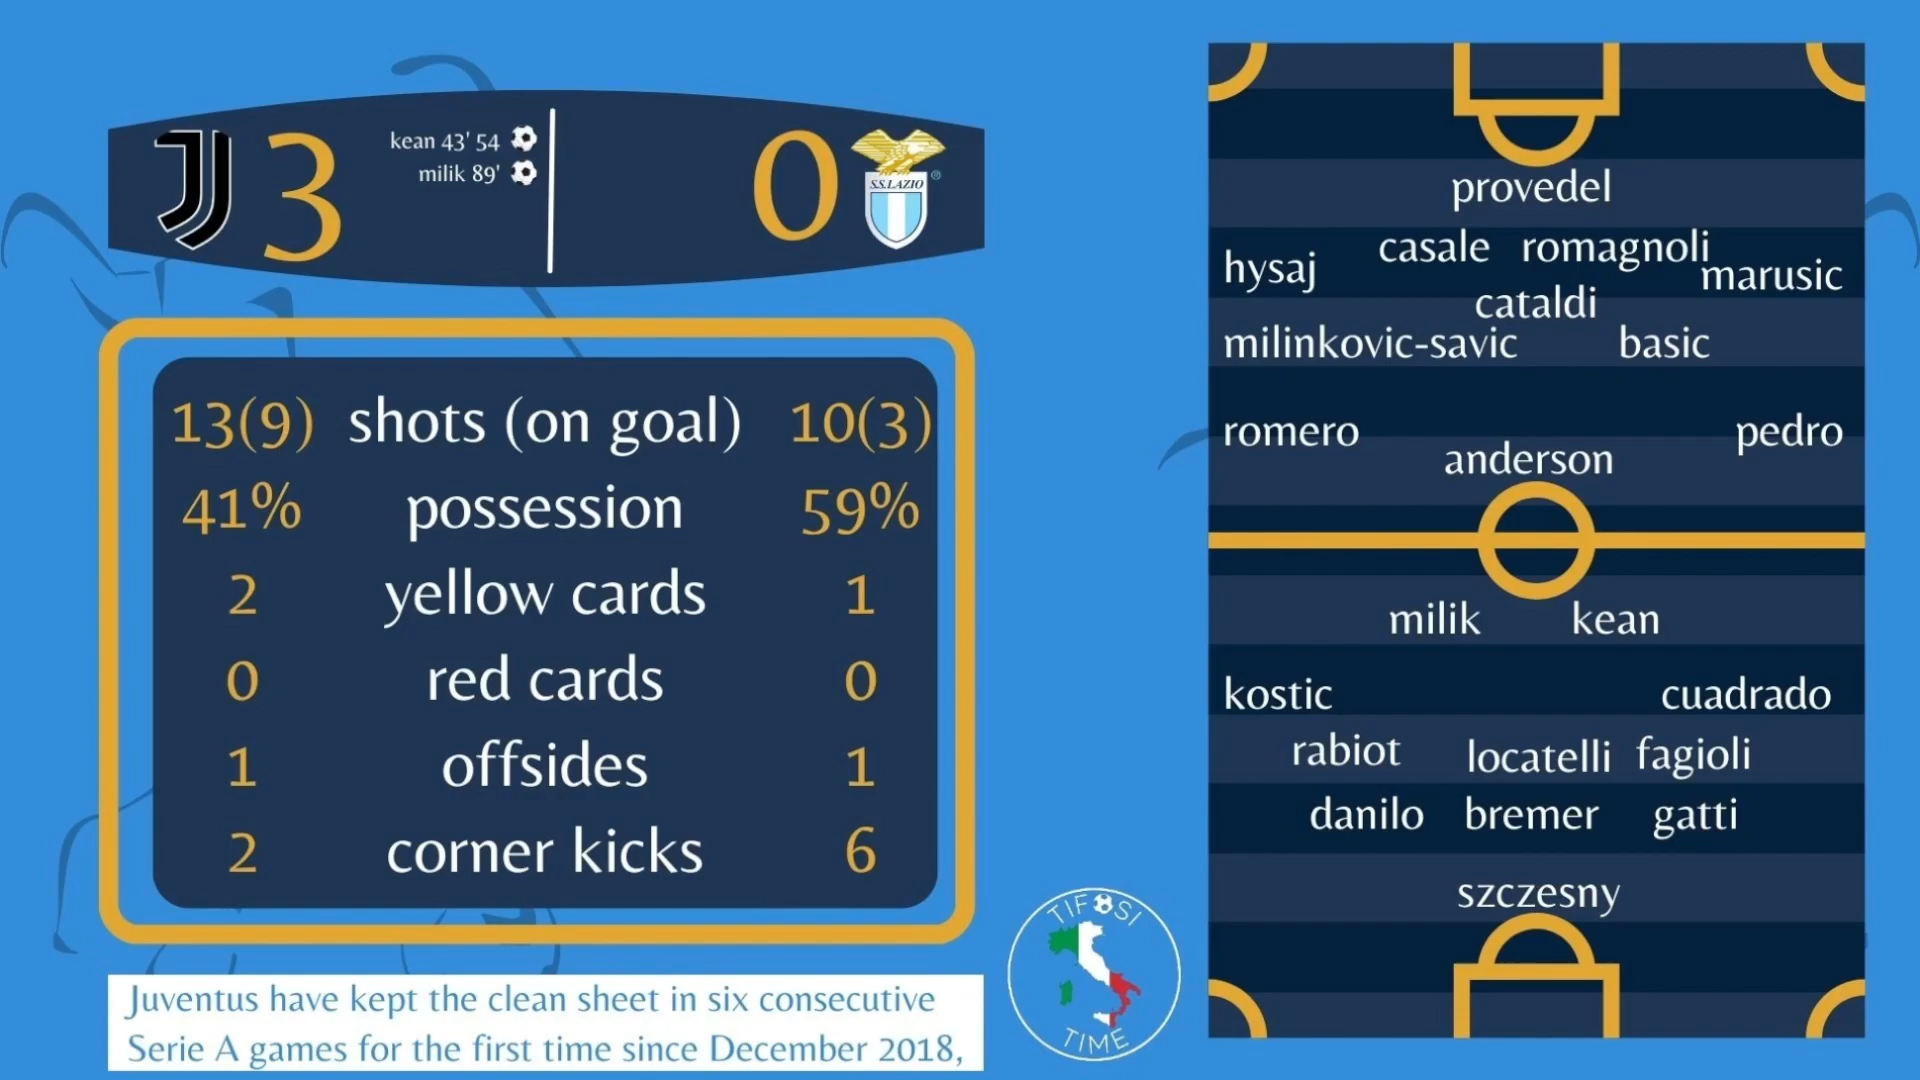 3
kean 43' 54
milik 89'
0
S.S.LAZIO
®
13(9) shots (on goal) 10(3)
41% possession 59%
2 yellow cards 1
0 red cards 0
1 offsides 1
2 corner kicks 6
Juventus have kept the clean sheet in six consecutive
Serie A games for the first time since December 2018,
TIFOSI
TIME
provedel
hysaj casale romagnoli marusic
cataldi
milinkovic-savic basic
romero pedro
anderson
milik kean
kostic cuadrado
rabiot locatelli fagioli
danilo bremer gatti
szczesny